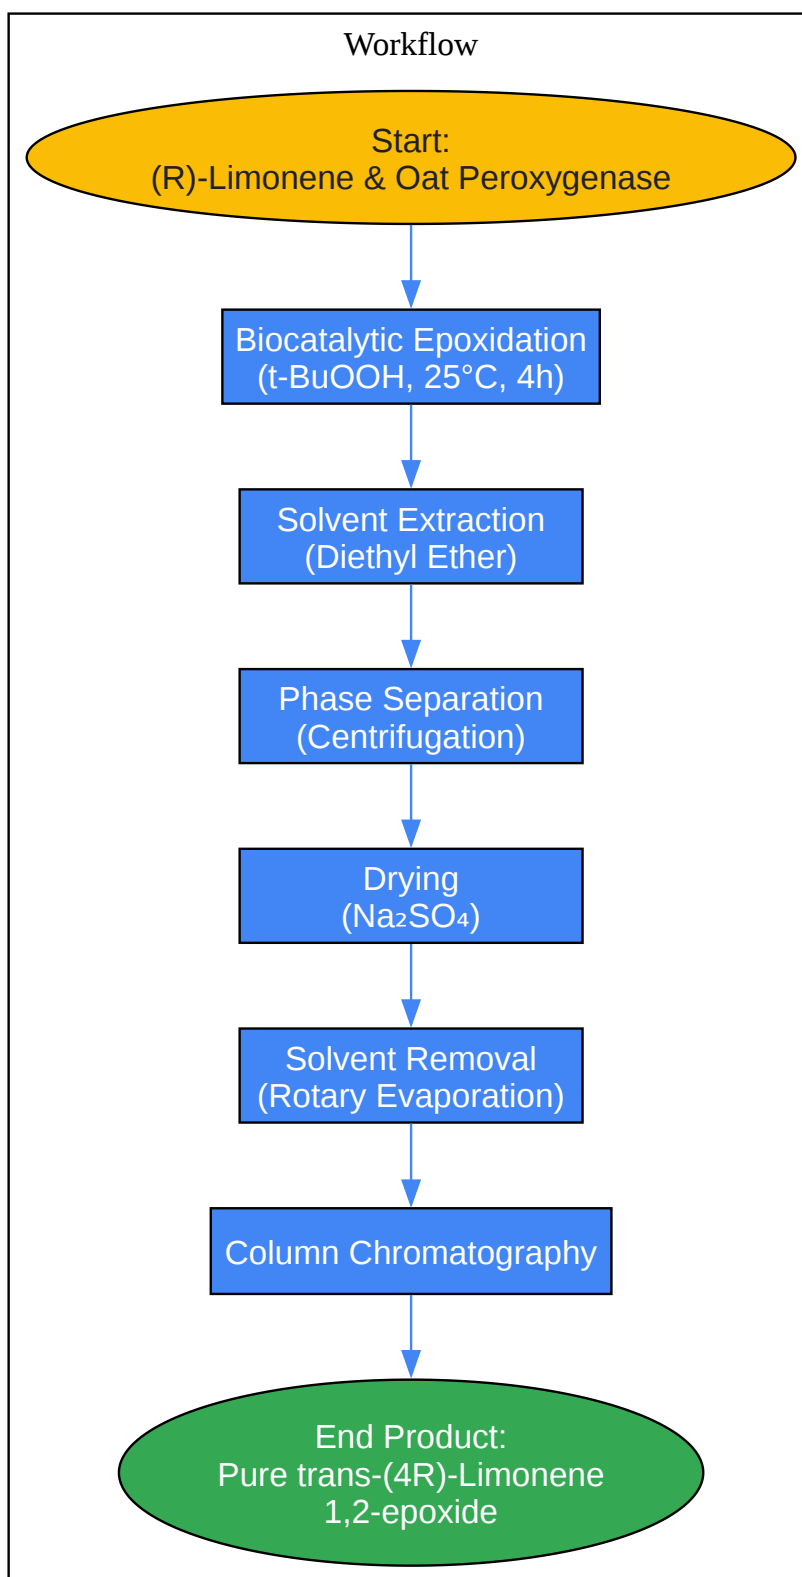 Workflow
Start:
(R)-Limonene & Oat Peroxygenase
Biocatalytic Epoxidation
(t-BuOOH, 25°C, 4h)
Solvent Extraction
(Diethyl Ether)
Phase Separation
(Centrifugation)
Drying
(Na₂SO₄)
Solvent Removal
(Rotary Evaporation)
Column Chromatography
End Product:
Pure trans-(4R)-Limonene
1,2-epoxide